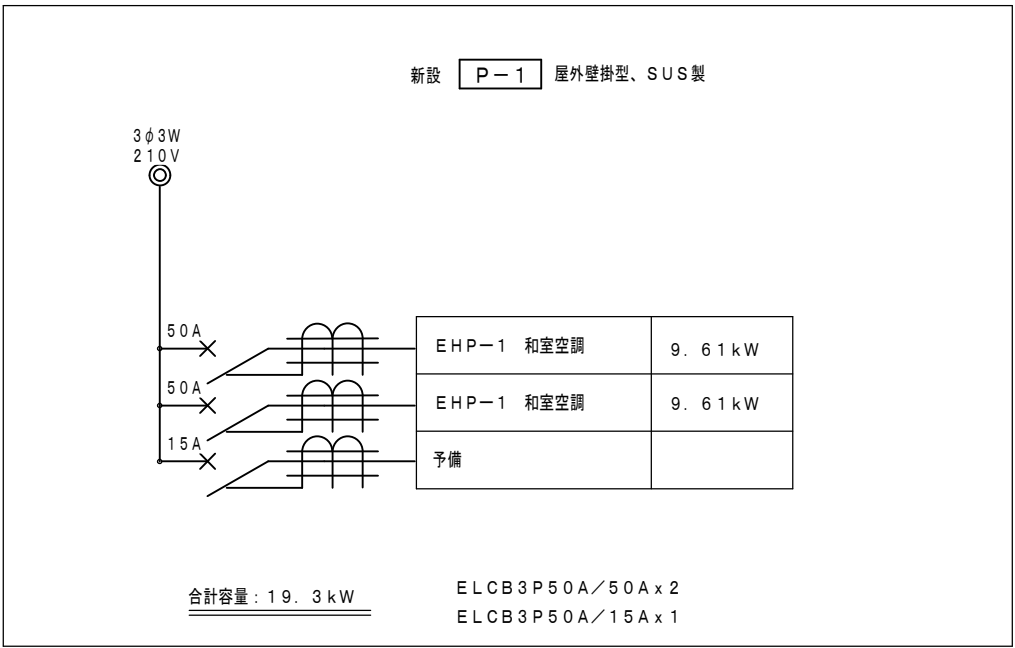 新設 P−1 屋外壁掛型、SUS製
3φ3W
210V
50A
EHP−1 和室空調 9.61kW
50A
EHP−1 和室空調 9.61kW
15A
予備
合計容量:19.3kW
ELCB3P50A/50Ax2
ELCB3P50A/15Ax1